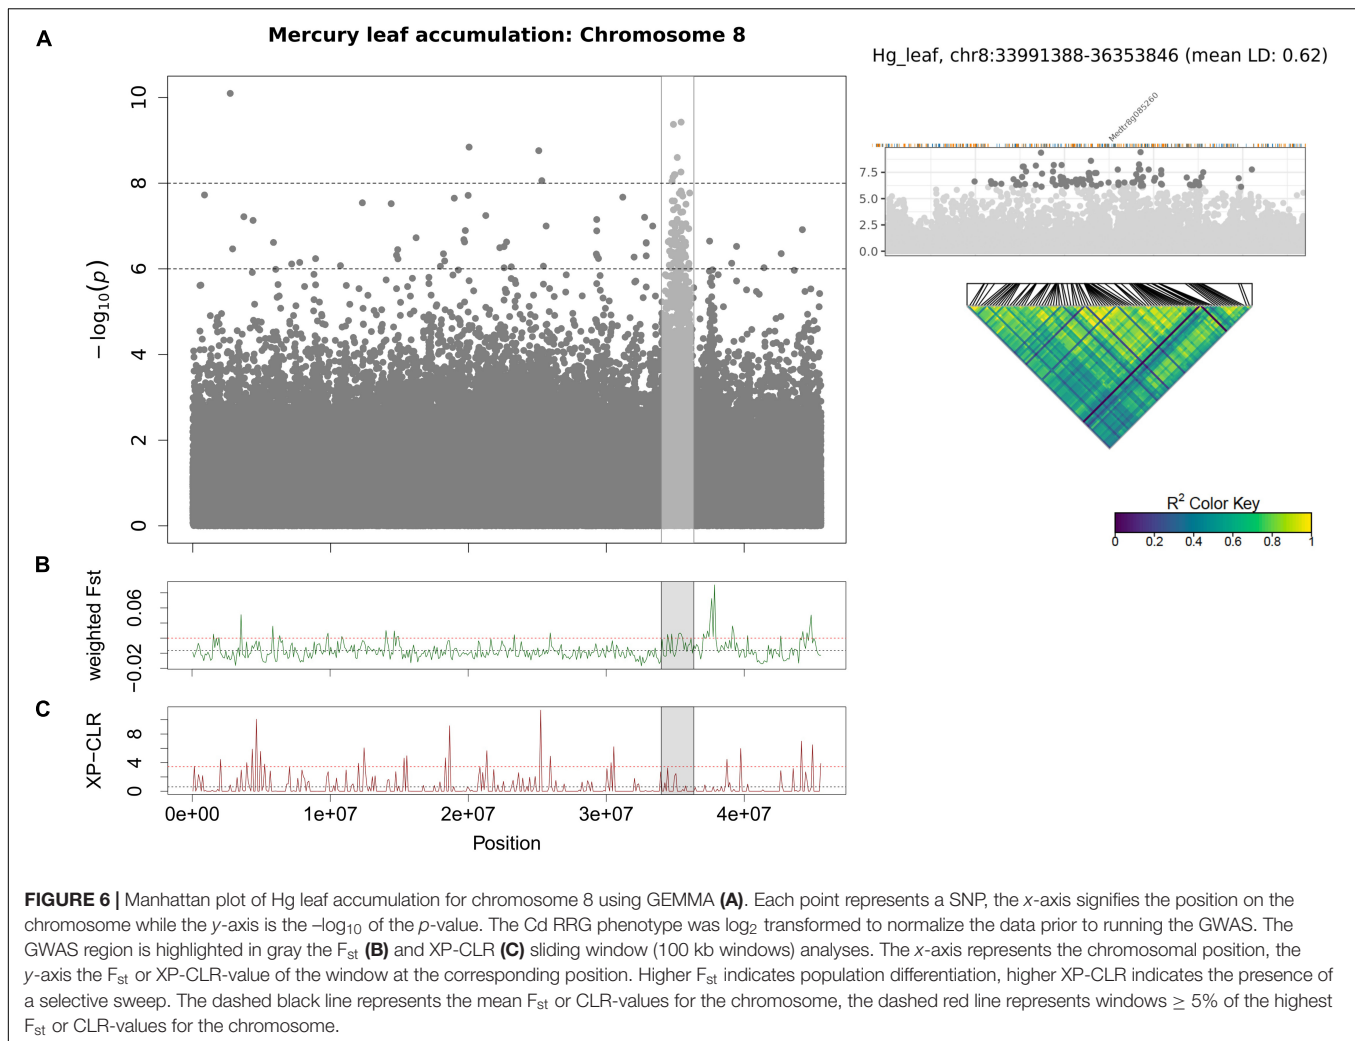 A
Mercury leaf accumulation: Chromosome 8
−log10(p)
10
8
6
4
2
0
Hg_leaf, chr8:33991388-36353846 (mean LD: 0.62)
Medtr8g085260
7.5
5.0
2.5
0.0
R2 Color Key
0 0.2 0.4 0.6 0.8 1
B
weighted Fst
0.06
−0.02
C
XP−CLR
8
4
0
0e+00 1e+07 2e+07 3e+07 4e+07
Position
FIGURE 6 | Manhattan plot of Hg leaf accumulation for chromosome 8 using GEMMA (A). Each point represents a SNP, the x-axis signifies the position on the
chromosome while the y-axis is the –log10 of the p-value. The Cd RRG phenotype was log2 transformed to normalize the data prior to running the GWAS. The
GWAS region is highlighted in gray the Fst (B) and XP-CLR (C) sliding window (100 kb windows) analyses. The x-axis represents the chromosomal position, the
y-axis the Fst or XP-CLR-value of the window at the corresponding position. Higher Fst indicates population differentiation, higher XP-CLR indicates the presence of
a selective sweep. The dashed black line represents the mean Fst or CLR-values for the chromosome, the dashed red line represents windows ≥ 5% of the highest
Fst or CLR-values for the chromosome.